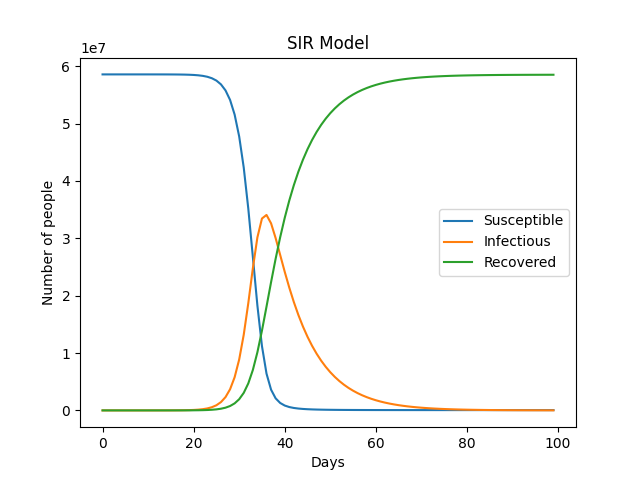 SIR Model
1e7
6
5
4
3
2
1
0
Number of people
Susceptible
Infectious
Recovered
0 20 40 60 80 100
Days